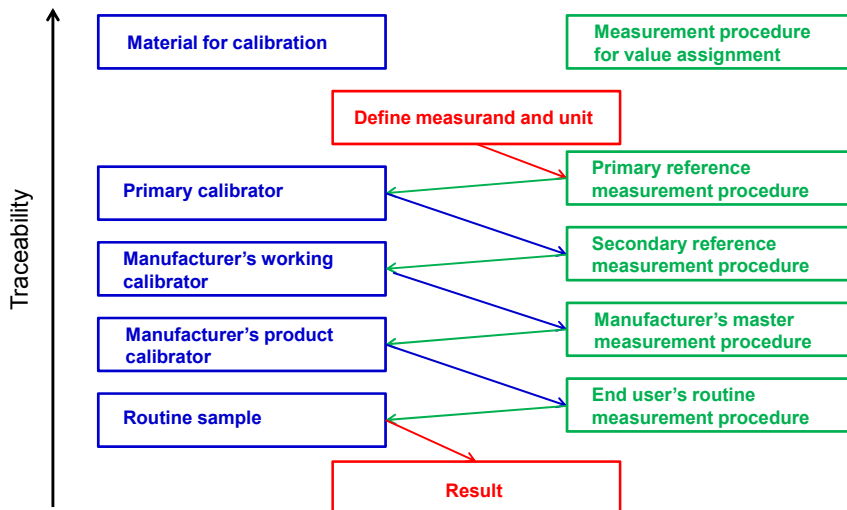 Material for calibration
Measurement procedure
for value assignment
Define measurand and unit
Primary reference
measurement procedure
Primary calibrator
Secondary reference
measurement procedure
Manufacturer’s working
calibrator
Manufacturer’s master
measurement procedure
Manufacturer’s product
calibrator
End user’s routine
measurement procedure
Routine sample
Result
Traceability